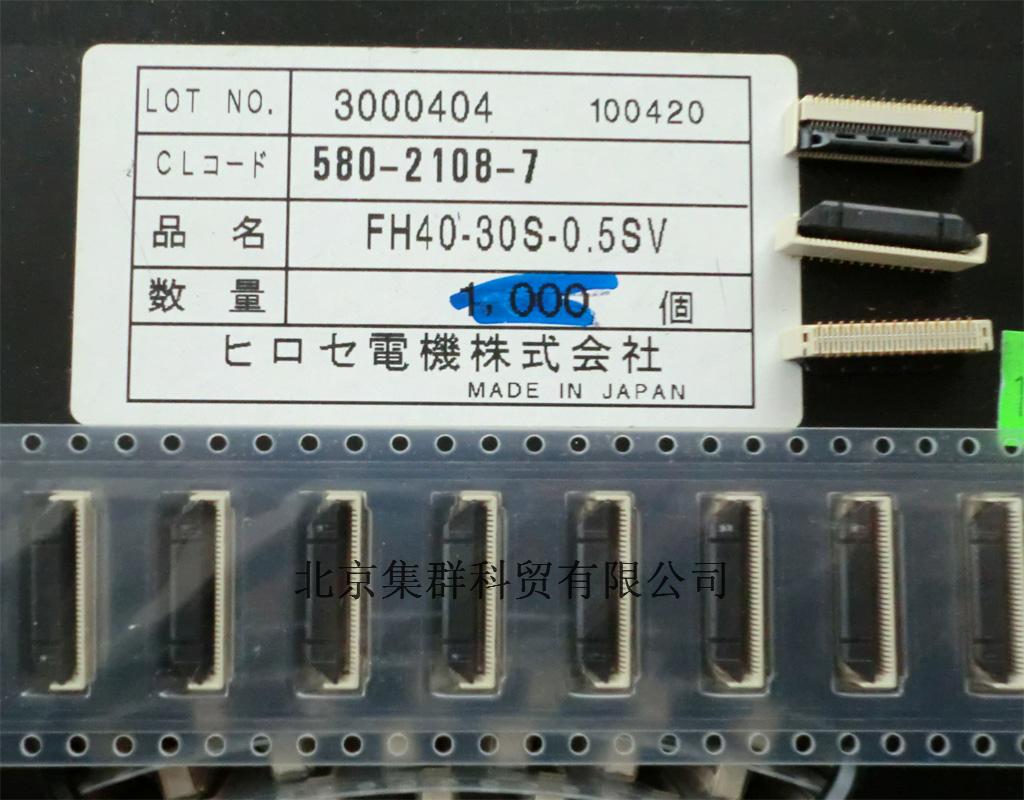 LOT NO. 3000404 100420
CLコード 580-2108-7
品名 FH40-30S-0.5SV
数量 1,000 個
ヒロセ電機株式会社
MADE IN JAPAN
北京集群科贸有限公司